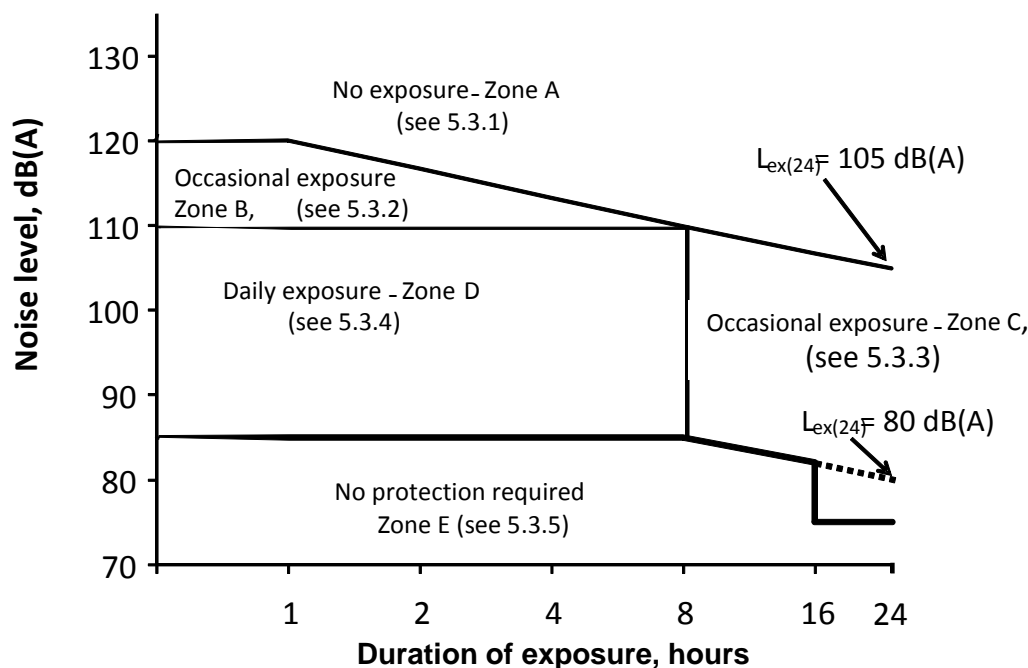 Noise level, dB(A)
130
120
110
100
90
80
70
No exposure - Zone A
(see 5.3.1)
Occasional exposure
Zone B, (see 5.3.2)
Lex(24)= 105 dB(A)
Daily exposure - Zone D
(see 5.3.4)
Occasional exposure - Zone C,
(see 5.3.3)
Lex(24)= 80 dB(A)
No protection required
Zone E (see 5.3.5)
1 2 4 8 16 24
Duration of exposure, hours